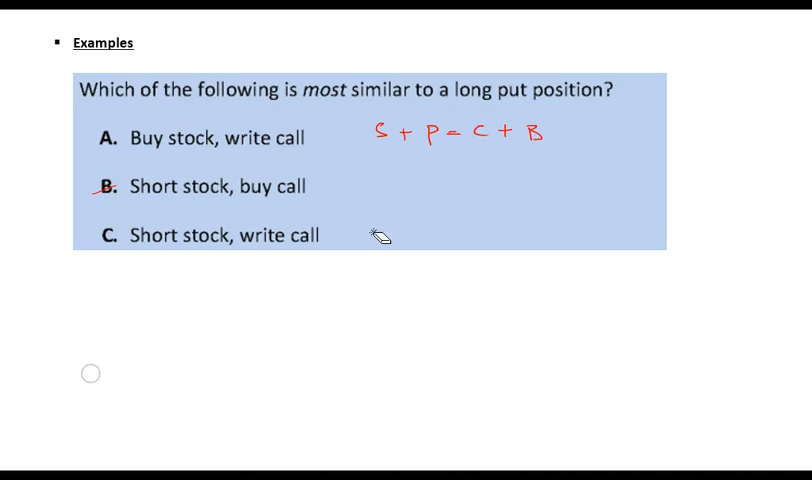 ▪ Examples
Which of the following is most similar to a long put position?
A. Buy stock, write call
S + P = C + B
B. Short stock, buy call
C. Short stock, write call